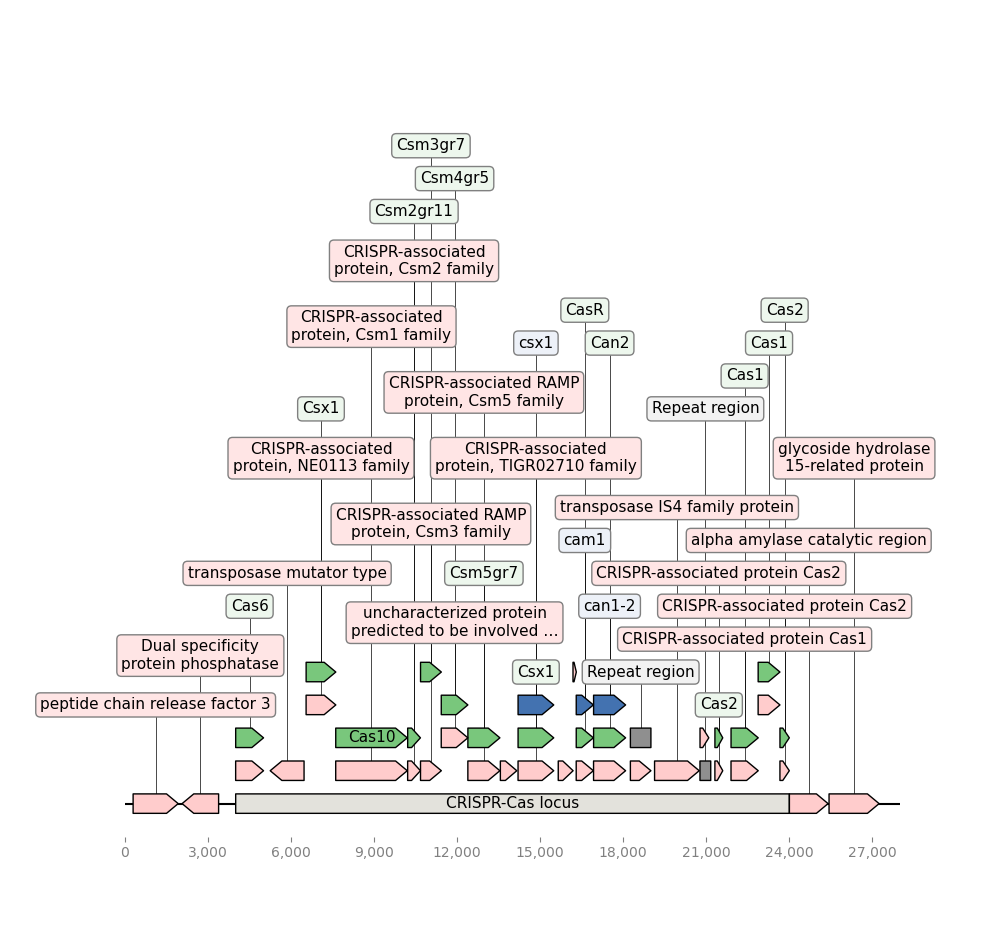 Csm3gr7
Csm4gr5
Csm2gr11
CRISPR-associated
protein, Csm2 family
CasR
Cas2
CRISPR-associated
protein, Csm1 family
csx1
Can2
Cas1
Cas1
CRISPR-associated RAMP
protein, Csm5 family
Csx1
Repeat region
CRISPR-associated
protein, NE0113 family
CRISPR-associated
protein, TIGR02710 family
glycoside hydrolase
15-related protein
transposase IS4 family protein
CRISPR-associated RAMP
protein, Csm3 family
cam1
alpha amylase catalytic region
transposase mutator type
Csm5gr7
CRISPR-associated protein Cas2
Cas6
can1-2
CRISPR-associated protein Cas2
uncharacterized protein
predicted to be involved ...
CRISPR-associated protein Cas1
Dual specificity
protein phosphatase
Csx1
Repeat region
peptide chain release factor 3
Cas2
Cas10
CRISPR-Cas locus
0
3,000
6,000
9,000
12,000
15,000
18,000
21,000
24,000
27,000